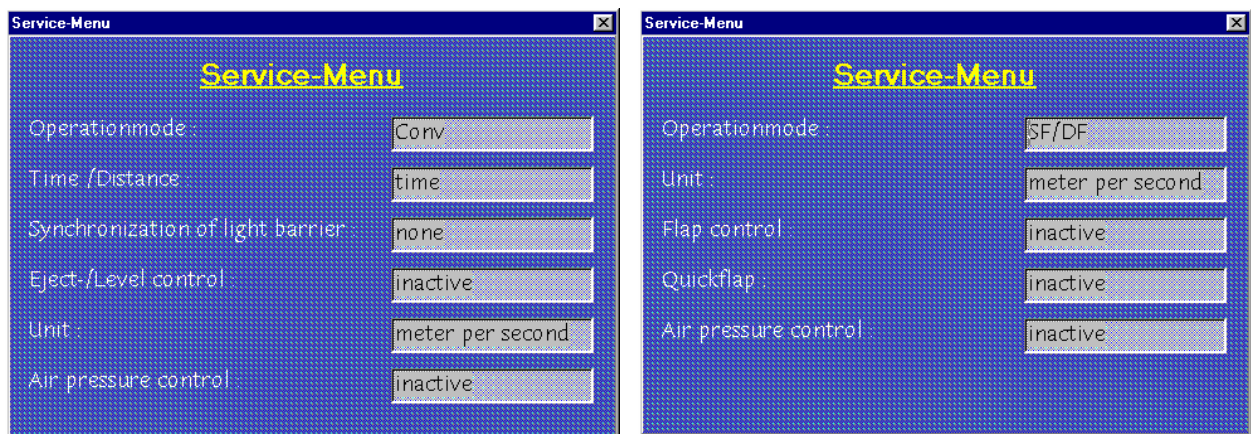 Service-Menu
Service-Menu
Operationmode : Conv
Time /Distance : time
Synchronization of light barrier : none
Eject-/Level control inactive
Unit : meter per second
Air pressure control : inactive
Service-Menu
Service-Menu
Operationmode : SF/DF
Unit : meter per second
Flap control : inactive
Quickflap : inactive
Air pressure control inactive